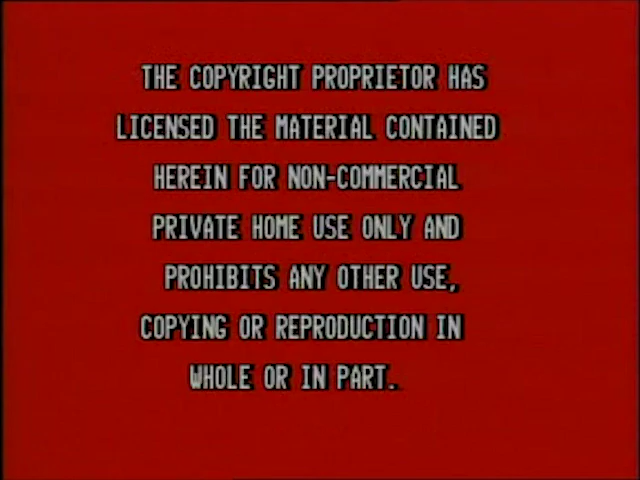 THE COPYRIGHT PROPRIETOR HAS
LICENSED THE MATERIAL CONTAINED
HEREIN FOR NON-COMMERCIAL
PRIVATE HOME USE ONLY AND
PROHIBITS ANY OTHER USE,
COPYING OR REPRODUCTION IN
WHOLE OR IN PART.